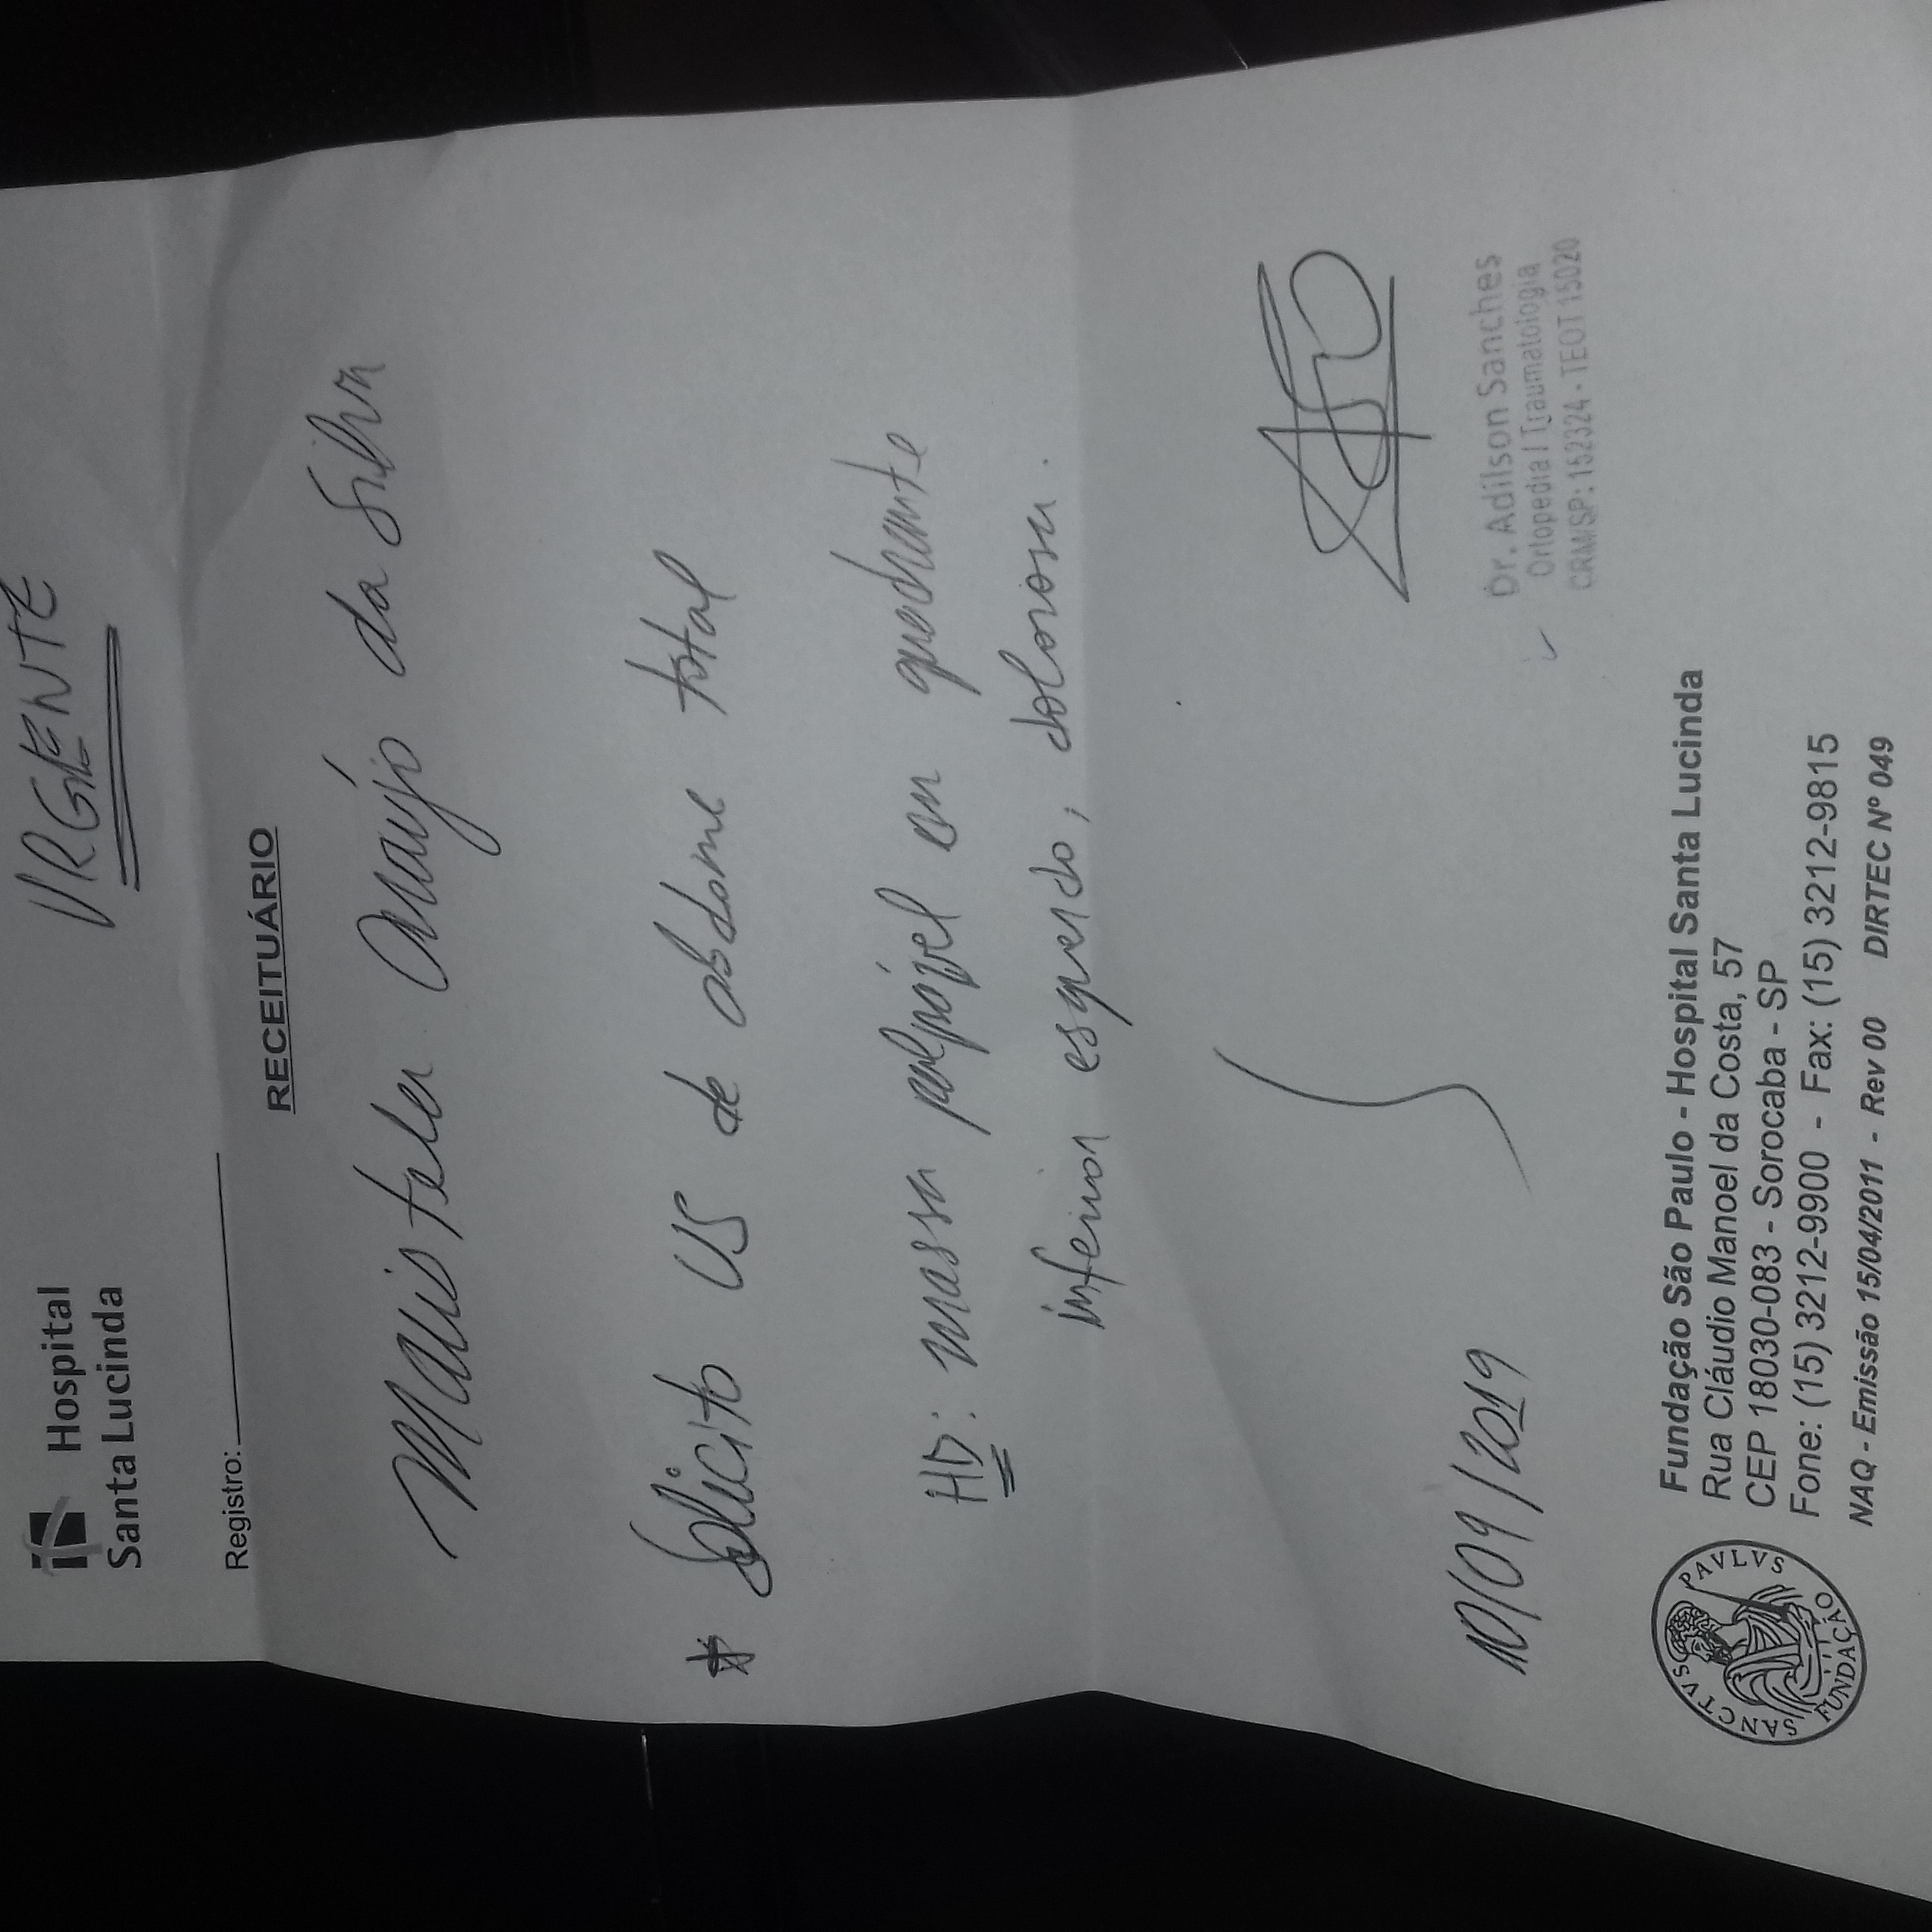 Hospital
Santa Lucinda
URGENTE
Registro:
RECEITUÁRIO
Maristela Araújo da Silva
* Solicito US de abdome total
HD: massa palpável em quadrante
inferior esquerdo, dolorosa.
10/09/2019
Dr. Adilson Sanches
Ortopedia / Traumatologia
CRM/SP: 152324 - TEOT 15020
SANCTVS PAVLVS
FUNDAÇÃO
Fundação São Paulo - Hospital Santa Lucinda
Rua Cláudio Manoel da Costa, 57
CEP 18030-083 - Sorocaba - SP
Fone: (15) 3212-9900 - Fax: (15) 3212-9815
NAQ - Emissão 15/04/2011 - Rev 00 DIRTEC Nº 049